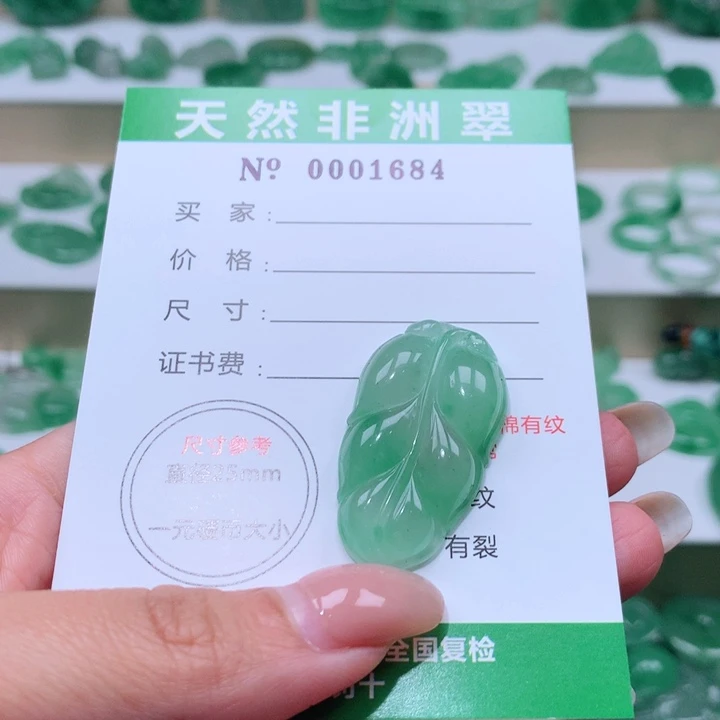 天然非洲翠
Nº 0001684
买 家:
价 格:
尺 寸:
证书费:
尺寸参考
直径25mm
一元硬币大小
棉有纹
纹
有裂
全国复检